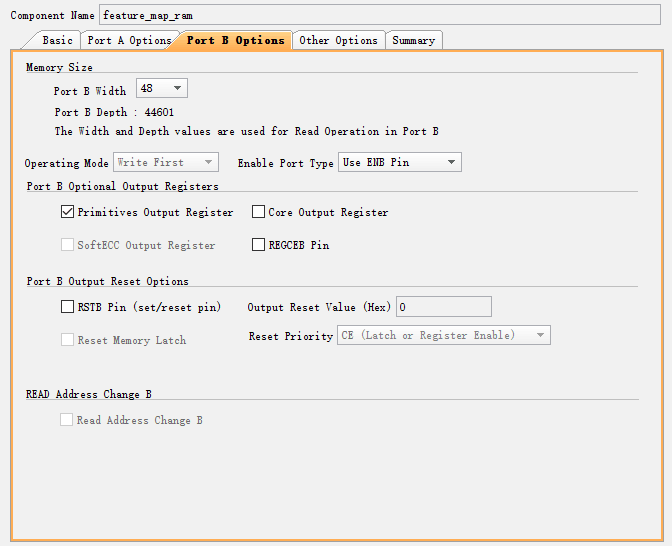 Component Name feature_map_ram
Basic Port A Options Port B Options Other Options Summary
Memory Size
Port B Width 48
Port B Depth : 44601
The Width and Depth values are used for Read Operation in Port B
Operating Mode Write First Enable Port Type Use ENB Pin
Port B Optional Output Registers
Primitives Output Register Core Output Register
SoftECC Output Register REGCEB Pin
Port B Output Reset Options
RSTB Pin (set/reset pin) Output Reset Value (Hex) 0
Reset Memory Latch Reset Priority CE (Latch or Register Enable)
READ Address Change B
Read Address Change B